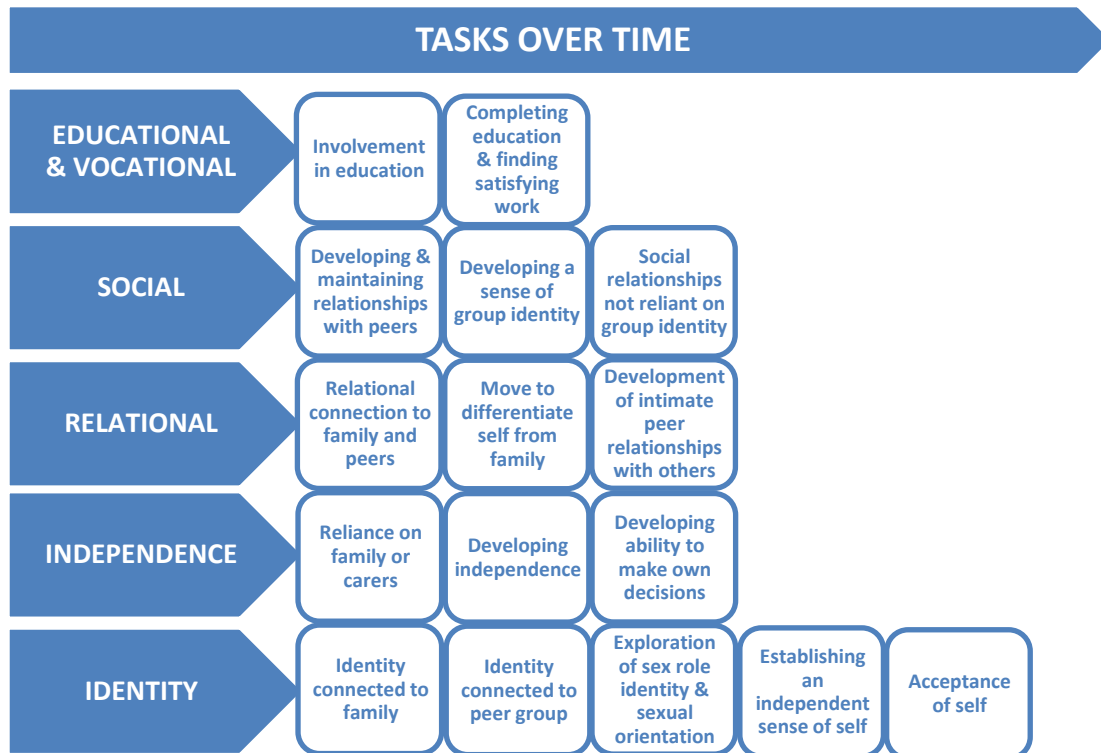 TASKS OVER TIME
EDUCATIONAL
& VOCATIONAL
Involvement
in education
Completing
education
& finding
satisfying
work
SOCIAL
Developing &
maintaining
relationships
with peers
Developing a
sense of
group identity
Social
relationships
not reliant on
group identity
RELATIONAL
Relational
connection to
family and
peers
Move to
differentiate
self from
family
Development
of intimate
peer
relationships
with others
INDEPENDENCE
Reliance on
family or
carers
Developing
independence
Developing
ability to
make own
decisions
IDENTITY
Identity
connected to
family
Identity
connected to
peer group
Exploration
of sex role
identity &
sexual
orientation
Establishing
an
independent
sense of self
Acceptance
of self